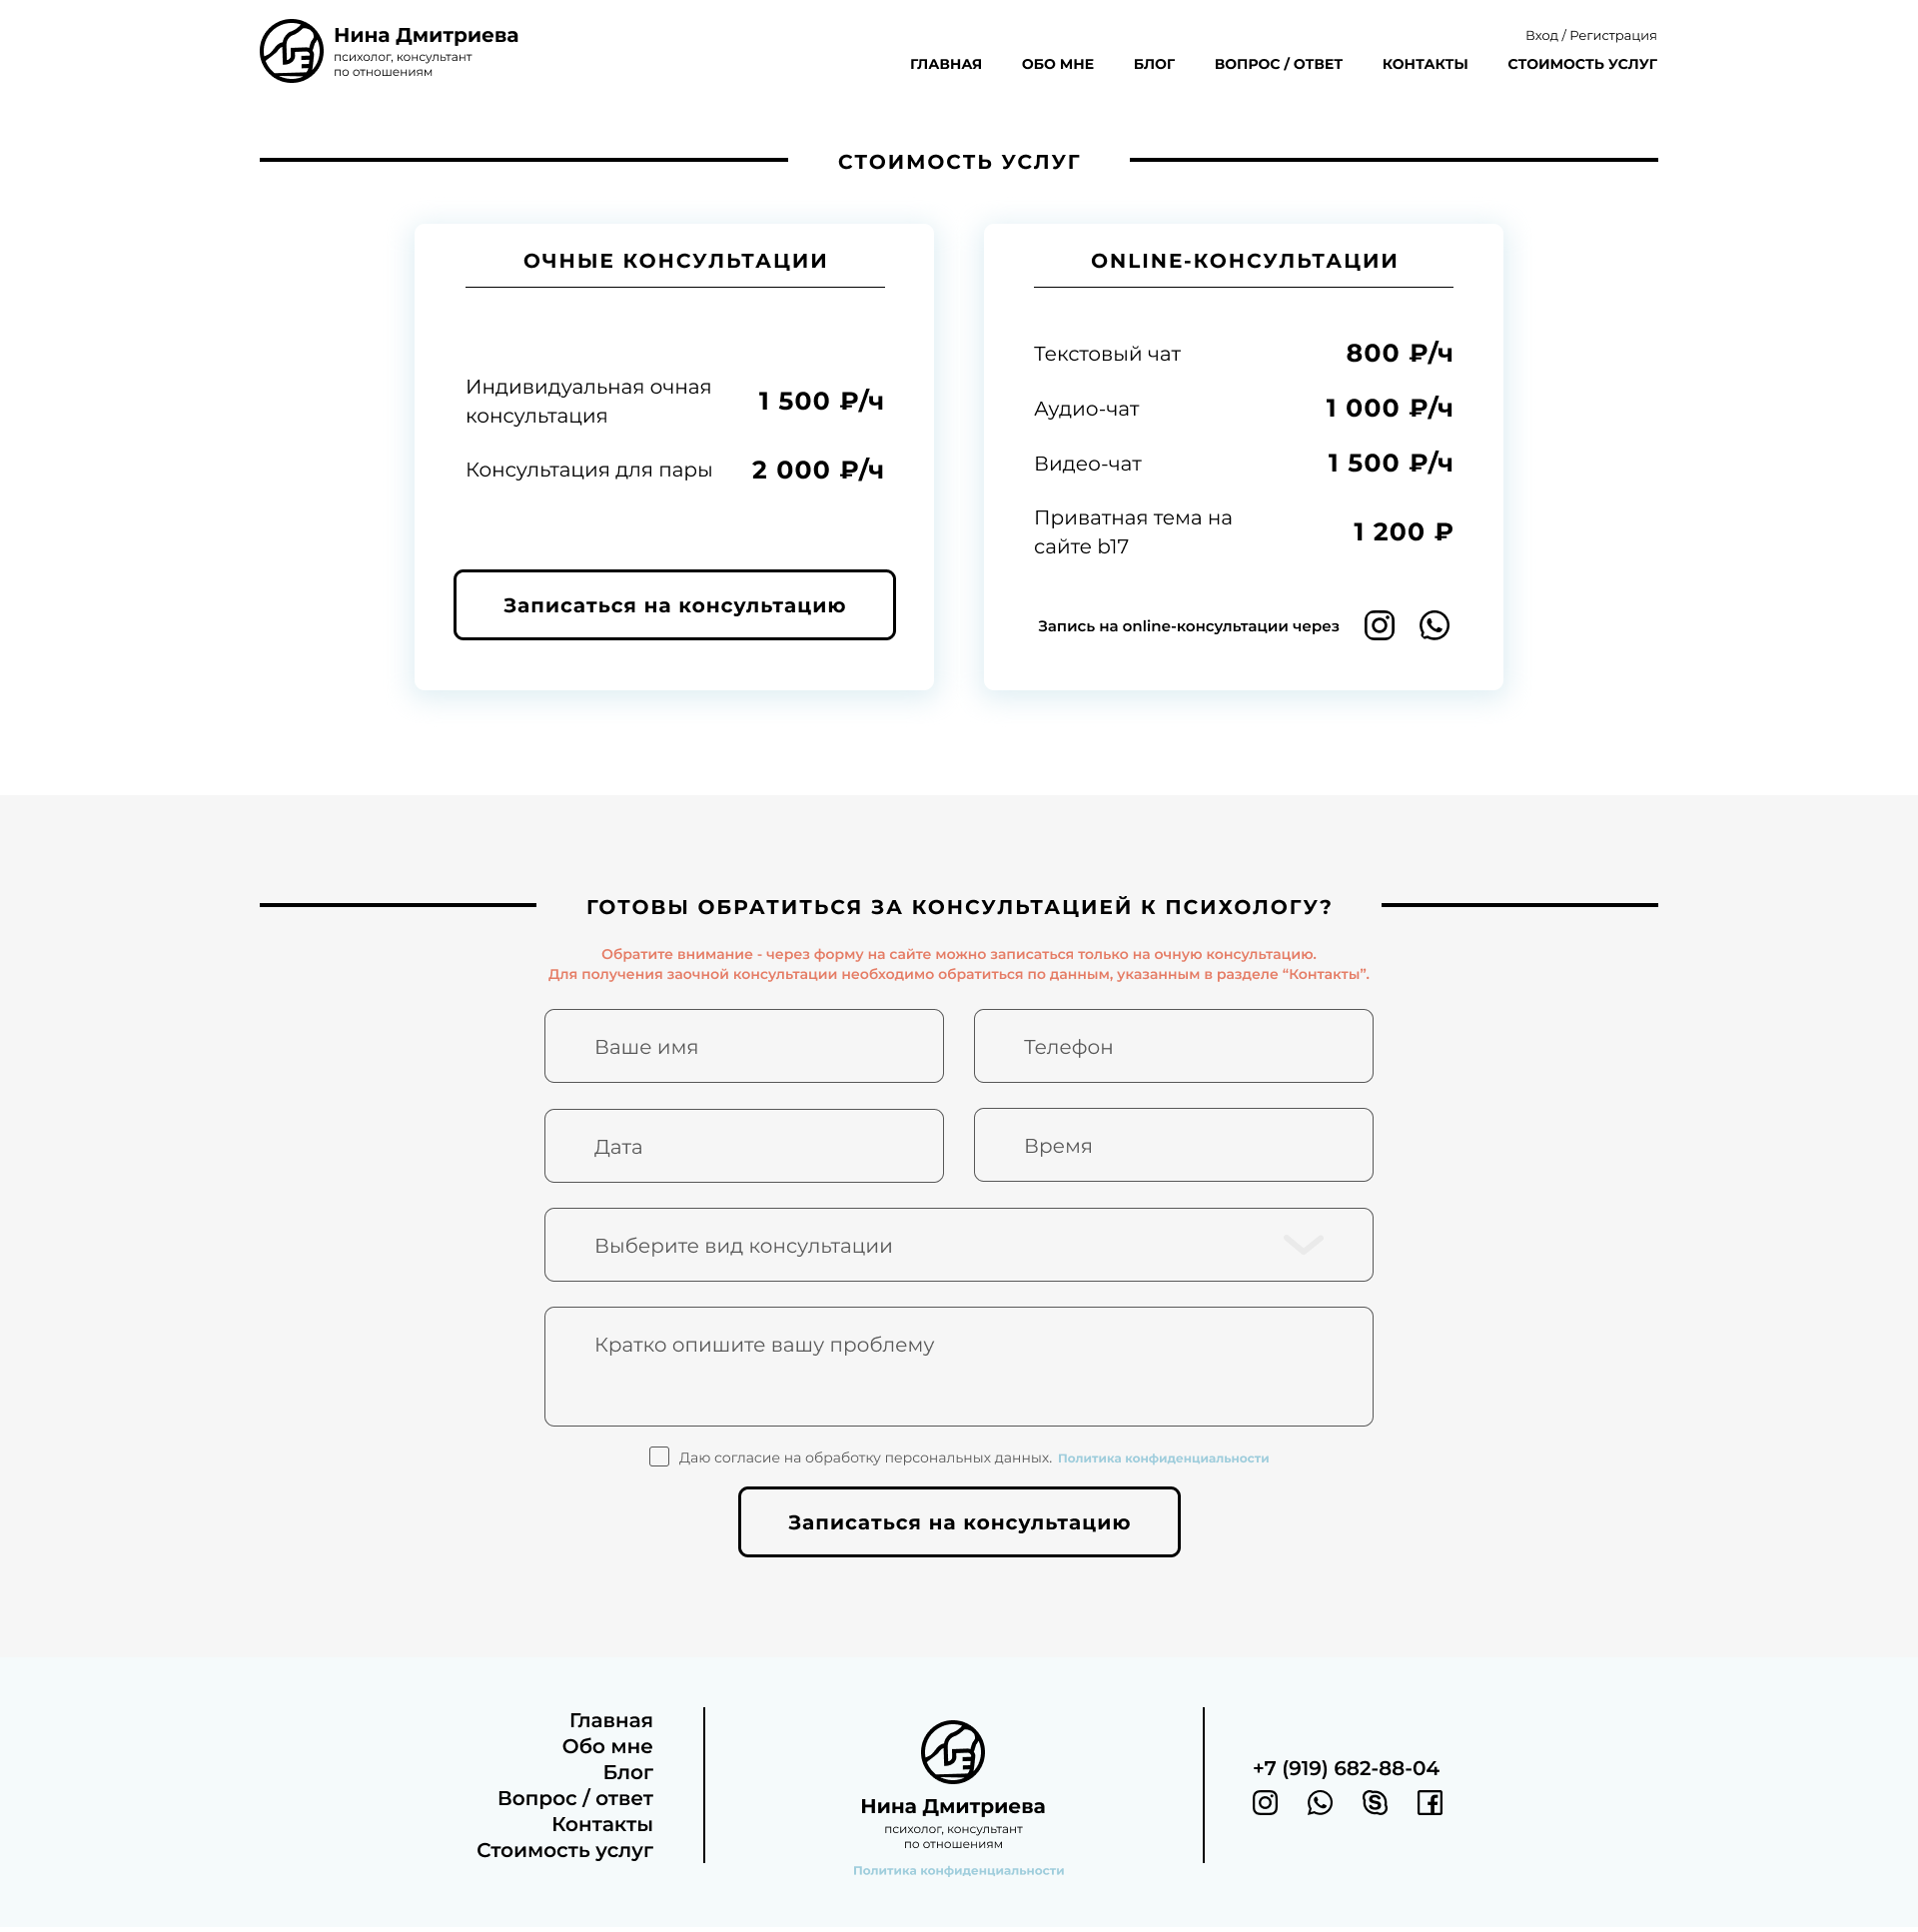 Нина Дмитриева
психолог, консультант
по отношениям
Вход / Регистрация
ГЛАВНАЯ ОБО МНЕ БЛОГ ВОПРОС / ОТВЕТ КОНТАКТЫ СТОИМОСТЬ УСЛУГ
СТОИМОСТЬ УСЛУГ
ОЧНЫЕ КОНСУЛЬТАЦИИ
Индивидуальная очная
консультация
1 500 ₽/ч
Консультация для пары 2 000 ₽/ч
Записаться на консультацию
ONLINE-КОНСУЛЬТАЦИИ
Текстовый чат 800 ₽/ч
Аудио-чат 1 000 ₽/ч
Видео-чат 1 500 ₽/ч
Приватная тема на
сайте b17
1 200 ₽
Запись на online-консультации через
ГОТОВЫ ОБРАТИТЬСЯ ЗА КОНСУЛЬТАЦИЕЙ К ПСИХОЛОГУ?
Обратите внимание - через форму на сайте можно записаться только на очную консультацию.
Для получения заочной консультации необходимо обратиться по данным, указанным в разделе “Контакты”.
Ваше имя
Телефон
Дата
Время
Выберите вид консультации
Кратко опишите вашу проблему
Даю согласие на обработку персональных данных. Политика конфиденциальности
Записаться на консультацию
Главная
Обо мне
Блог
Вопрос / ответ
Контакты
Стоимость услуг
Нина Дмитриева
психолог, консультант
по отношениям
Политика конфиденциальности
+7 (919) 682-88-04